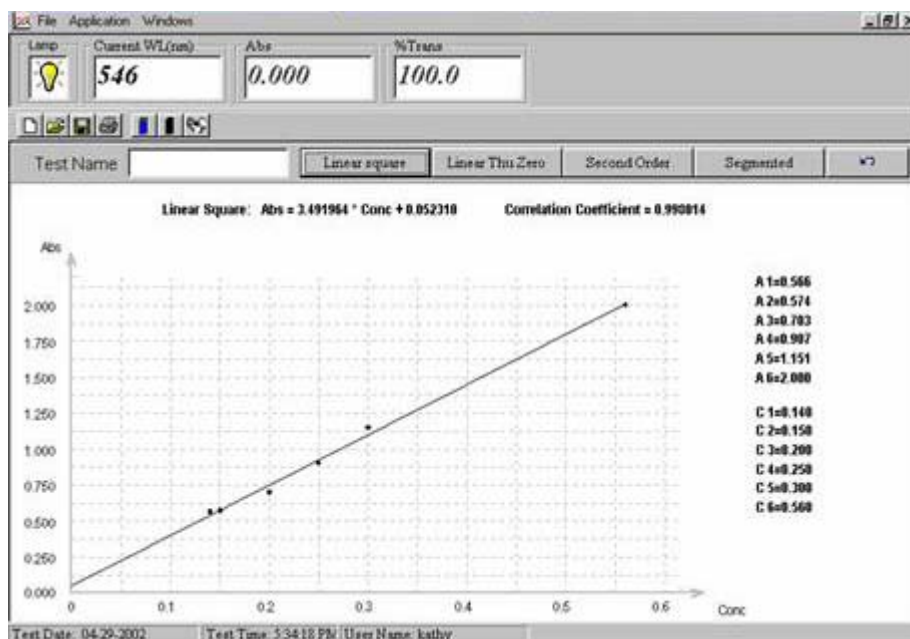 File Application Windows
Lamp Current WL(nm) Abs %Trans
546 0.000 100.0
Test Name Linear square Linear Thu Zero Second Order Segmented
Linear Square: Abs = 3.491964 * Conc + 0.052310 Correlation Coefficient = 0.990014
Abs
A 1=0.566
A 2=0.574
A 3=0.703
A 4=0.907
A 5=1.151
A 6=2.000
C 1=0.140
C 2=0.150
C 3=0.200
C 4=0.250
C 5=0.300
C 6=0.560
2.000
1.750
1.500
1.250
1.000
0.750
0.500
0.250
0.000
0 0.1 0.2 0.3 0.4 0.5 0.6 Conc
Test Date: 04-29-2002 Test Time: 5:34:18 PM User Name: kathy